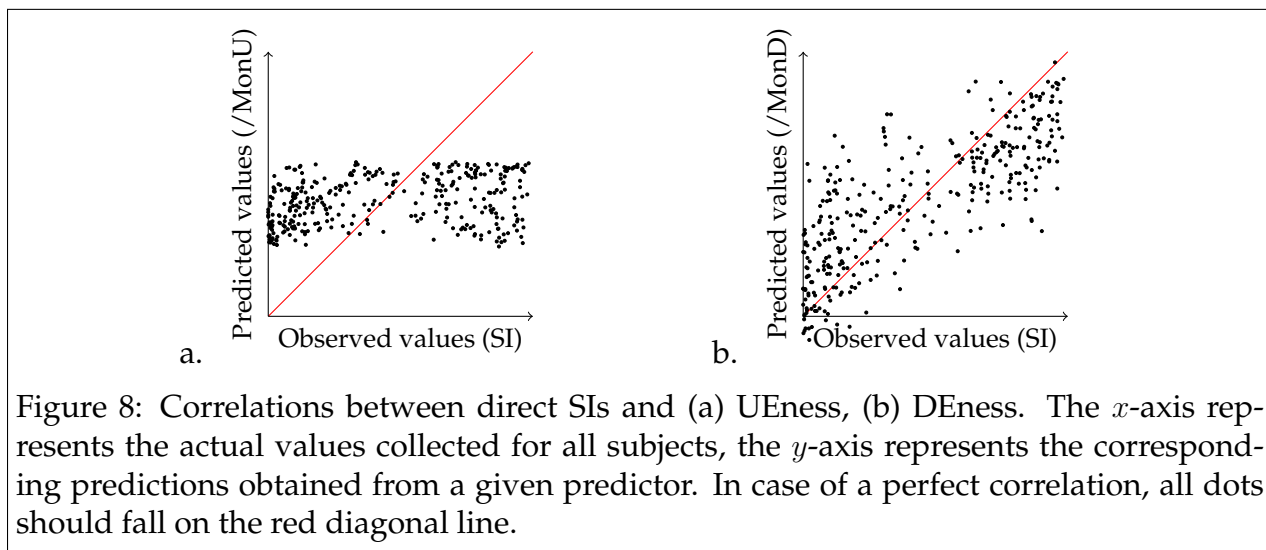 Predicted values (/MonU)
Observed values (SI)
a.
Predicted values (/MonD)
Observed values (SI)
b.
Figure 8: Correlations between direct SIs and (a) UEness, (b) DEness. The x-axis rep-
resents the actual values collected for all subjects, the y-axis represents the correspond-
ing predictions obtained from a given predictor. In case of a perfect correlation, all dots
should fall on the red diagonal line.